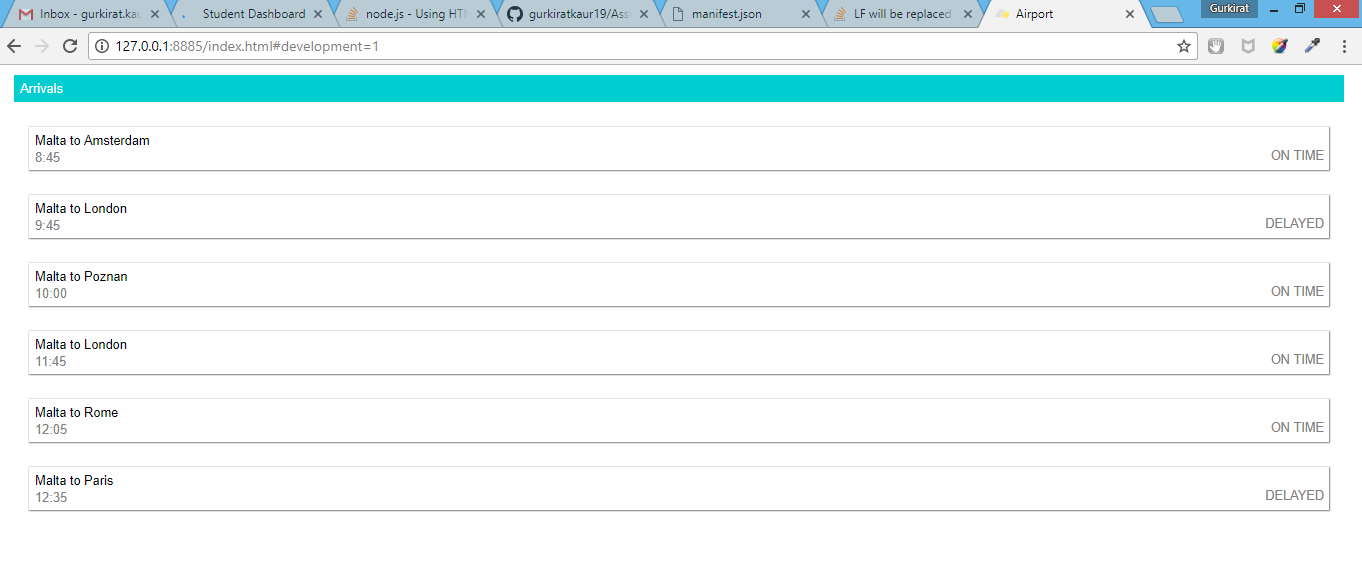 Inbox - gurkirat.kau
Student Dashboard
node.js - Using HTM
gurkiratkaur19/Assi
manifest.json
LF will be replaced
Airport
Gurkirat
127.0.0.1:8885/index.html#development=1
Arrivals
Malta to Amsterdam
8:45
ON TIME
Malta to London
9:45
DELAYED
Malta to Poznan
10:00
ON TIME
Malta to London
11:45
ON TIME
Malta to Rome
12:05
ON TIME
Malta to Paris
12:35
DELAYED